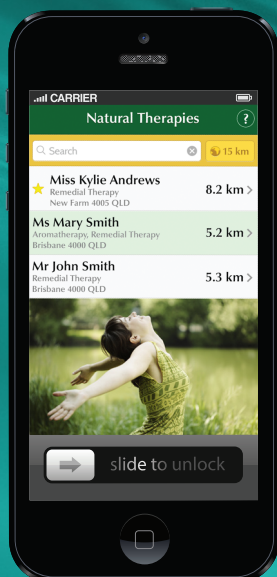 CARRIER
Natural Therapies ?
Search 15 km
Miss Kylie Andrews
Remedial Therapy 8.2 km
New Farm 4005 QLD
Ms Mary Smith
Aromatherapy, Remedial Therapy 5.2 km
Brisbane 4000 QLD
Mr John Smith
Remedial Therapy 5.3 km
Brisbane 4000 QLD
slide to unlock